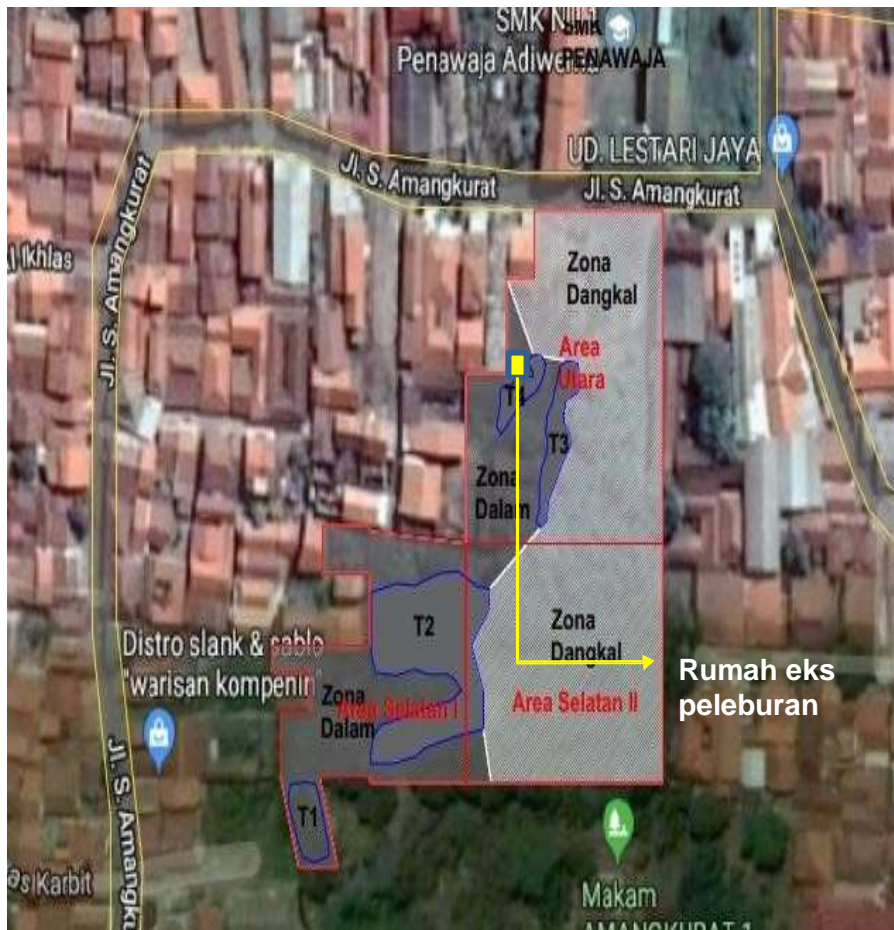 SMK
Penawaja
SMK
PENAWAJA
UD. LESTARI JAYA
Jl. S. Amangkurat
Jl. S. Amangkurat
Ikhlas
Jl. S. Amangkurat
Zona
Dangkal
Area
Utara
T4
T3
Zona
Dalam
T2
Zona
Dangkal
Distro slank & sablo
"warisan kompenir"
Rumah eks
peleburan
Zona
Dalam
Area Selatan I
Area Selatan II
Jl. S. Amangku
T1
as Karbit
Makam
AMANGKURAT 1